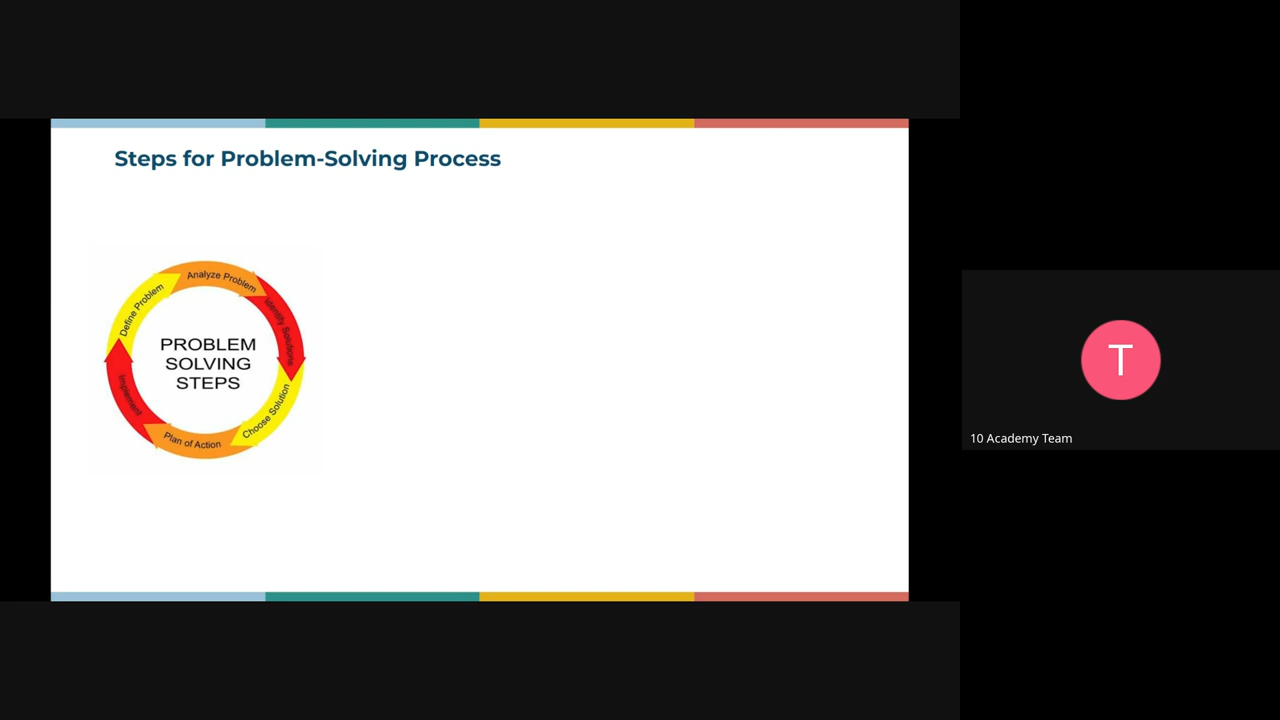 Steps for Problem-Solving Process
Define Problem
Analyze Problem
Identify Solutions
Choose Solution
Plan of Action
Implement
PROBLEM
SOLVING
STEPS
T
10 Academy Team